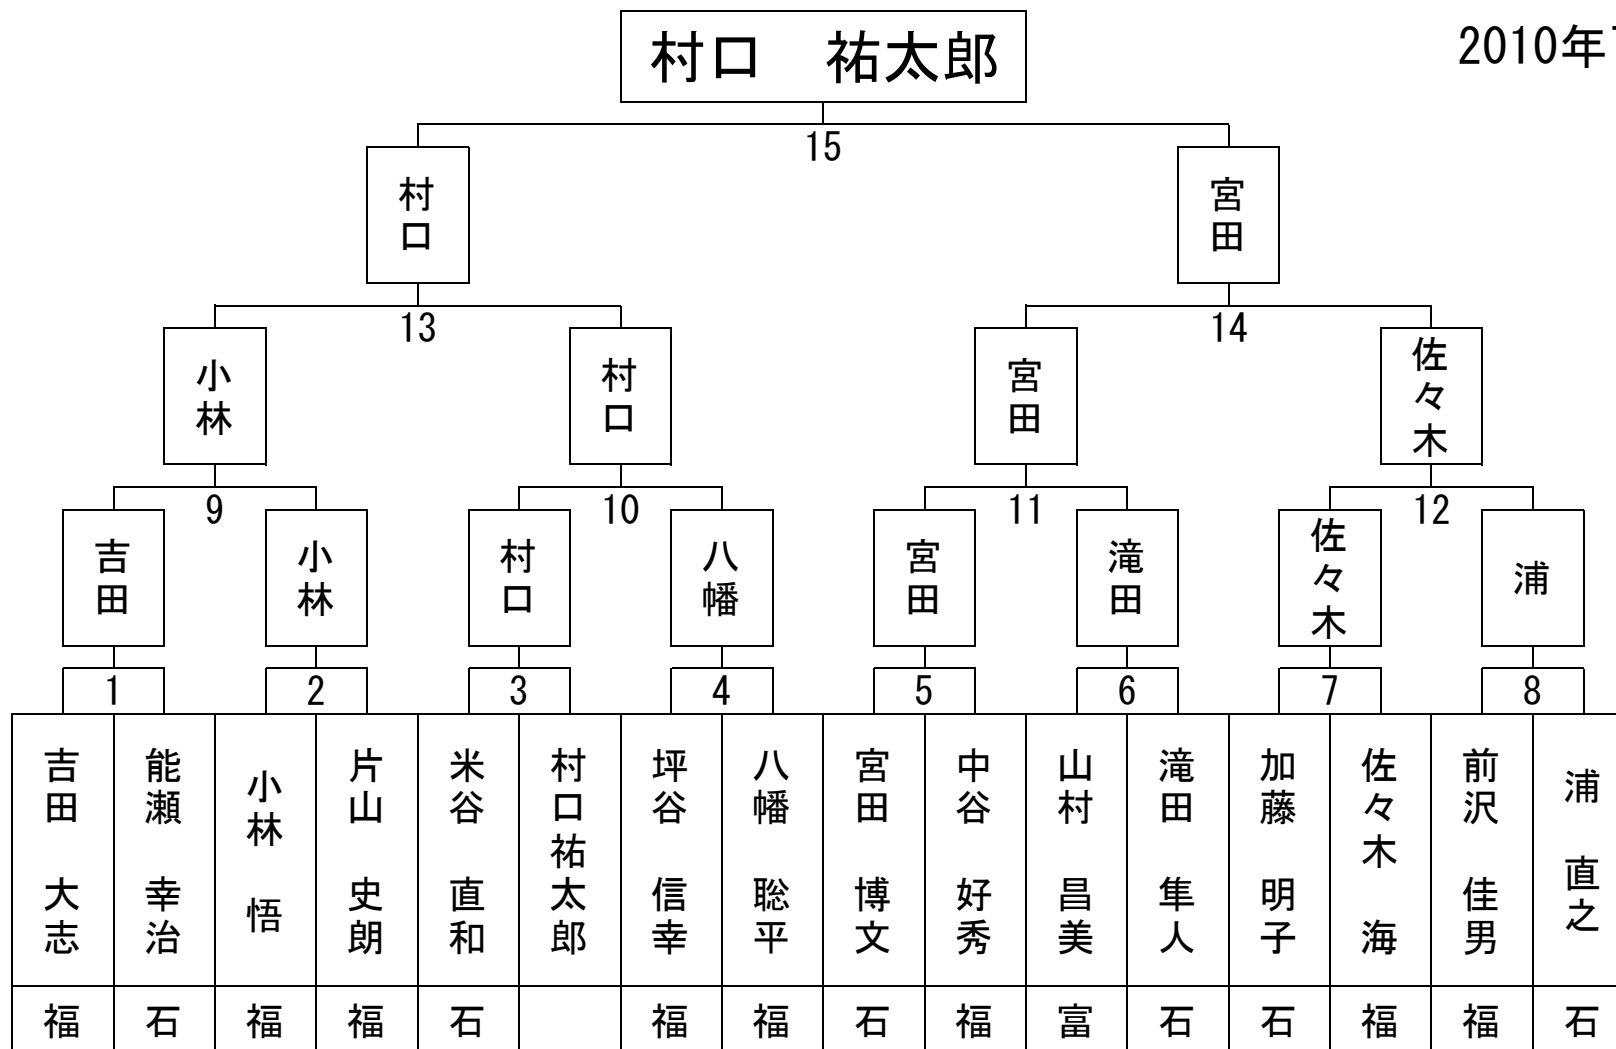 村口　祐太郎
2010年
15
村口
宮田
13
14
小林
村口
宮田
佐々木
9
10
11
12
吉田
小林
村口
八幡
宮田
滝田
佐々木
浦
1
2
3
4
5
6
7
8
吉田　大志
能瀬　幸治
小林　悟
片山　史朗
米谷　直和
村口祐太郎
坪谷　信幸
八幡　聡平
宮田　博文
中谷　好秀
山村　昌美
滝田　隼人
加藤　明子
佐々木　海
前沢　佳男
浦　直之
福
石
福
福
石
福
福
石
福
富
石
石
福
福
石